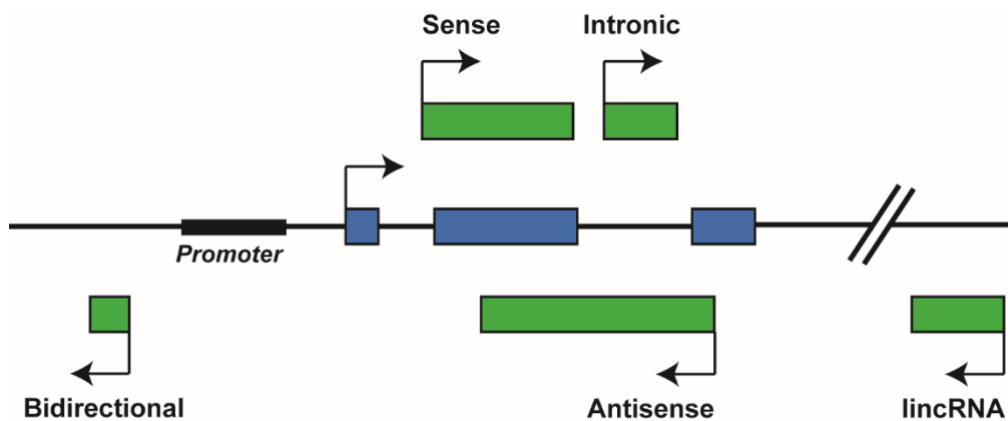 Sense
Intronic
Promoter
Bidirectional
Antisense
lincRNA